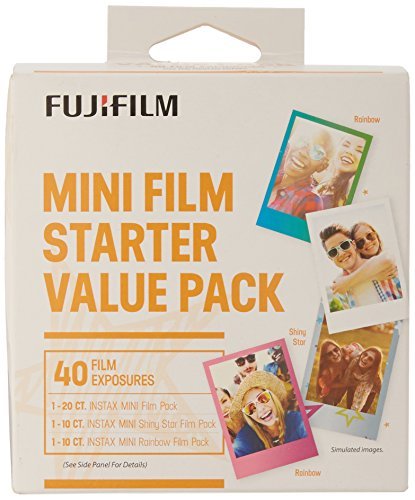 FUJIFILM
Rainbow
MINI FILM
STARTER
VALUE PACK
Shiny
Star
40 FILM
EXPOSURES
1 - 20 CT. INSTAX MINI Film Pack
1 - 10 CT. INSTAX MINI Shiny Star Film Pack
1 - 10 CT. INSTAX MINI Rainbow Film Pack
Simulated images.
(See Side Panel For Details)
Rainbow